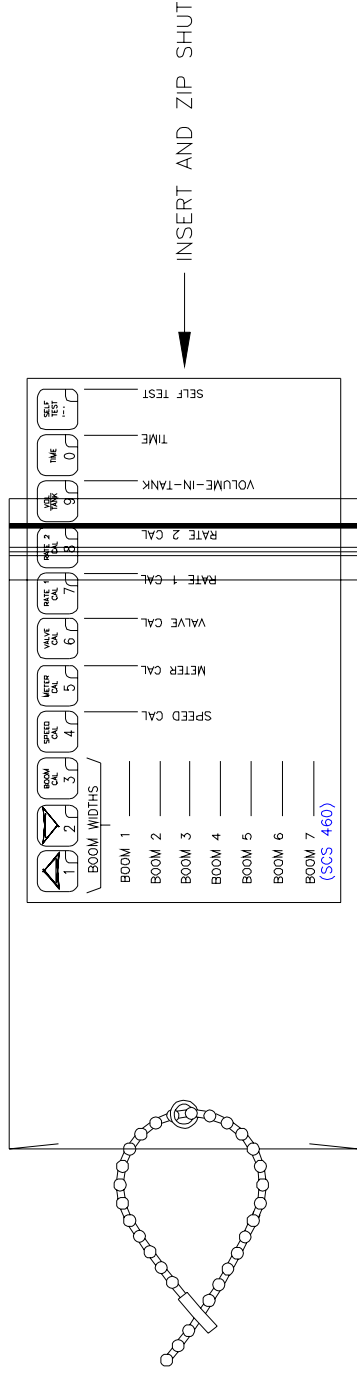 INSERT AND ZIP SHUT
1
2
BOOM
CAL
3
SPEED
CAL
4
METER
CAL
5
VALVE
CAL
6
RATE 1
CAL
7
RATE 2
CAL
8
VOL
TANK
9
TIME
0
SELF
TEST
BOOM WIDTHS
BOOM 1
BOOM 2
BOOM 3
BOOM 4
BOOM 5
BOOM 6
BOOM 7
(SCS 460)
SPEED CAL
METER CAL
VALVE CAL
RATE 1 CAL
RATE 2 CAL
VOLUME-IN-TANK
TIME
SELF TEST